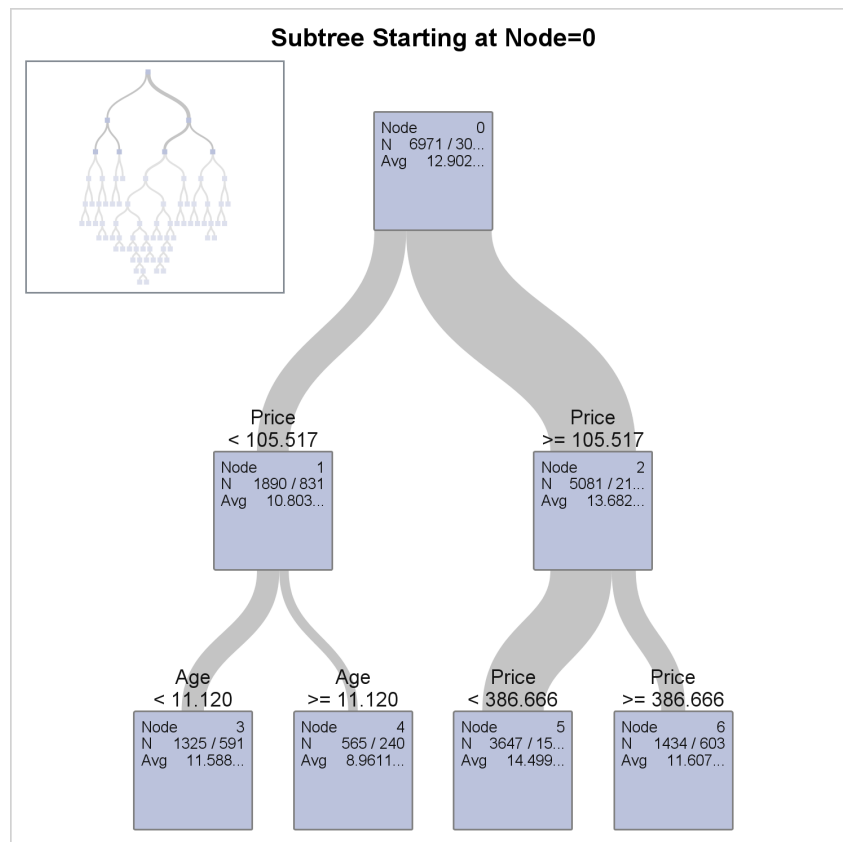 Subtree Starting at Node=0
Node 0
N 6971 / 30...
Avg 12.902...
Price
< 105.517
Price
>= 105.517
Node 1
N 1890 / 831
Avg 10.803...
Node 2
N 5081 / 21...
Avg 13.682...
Age
< 11.120
Age
>= 11.120
Price
< 386.666
Price
>= 386.666
Node 3
N 1325 / 591
Avg 11.588...
Node 4
N 565 / 240
Avg 8.9611...
Node 5
N 3647 / 15...
Avg 14.499...
Node 6
N 1434 / 603
Avg 11.607...